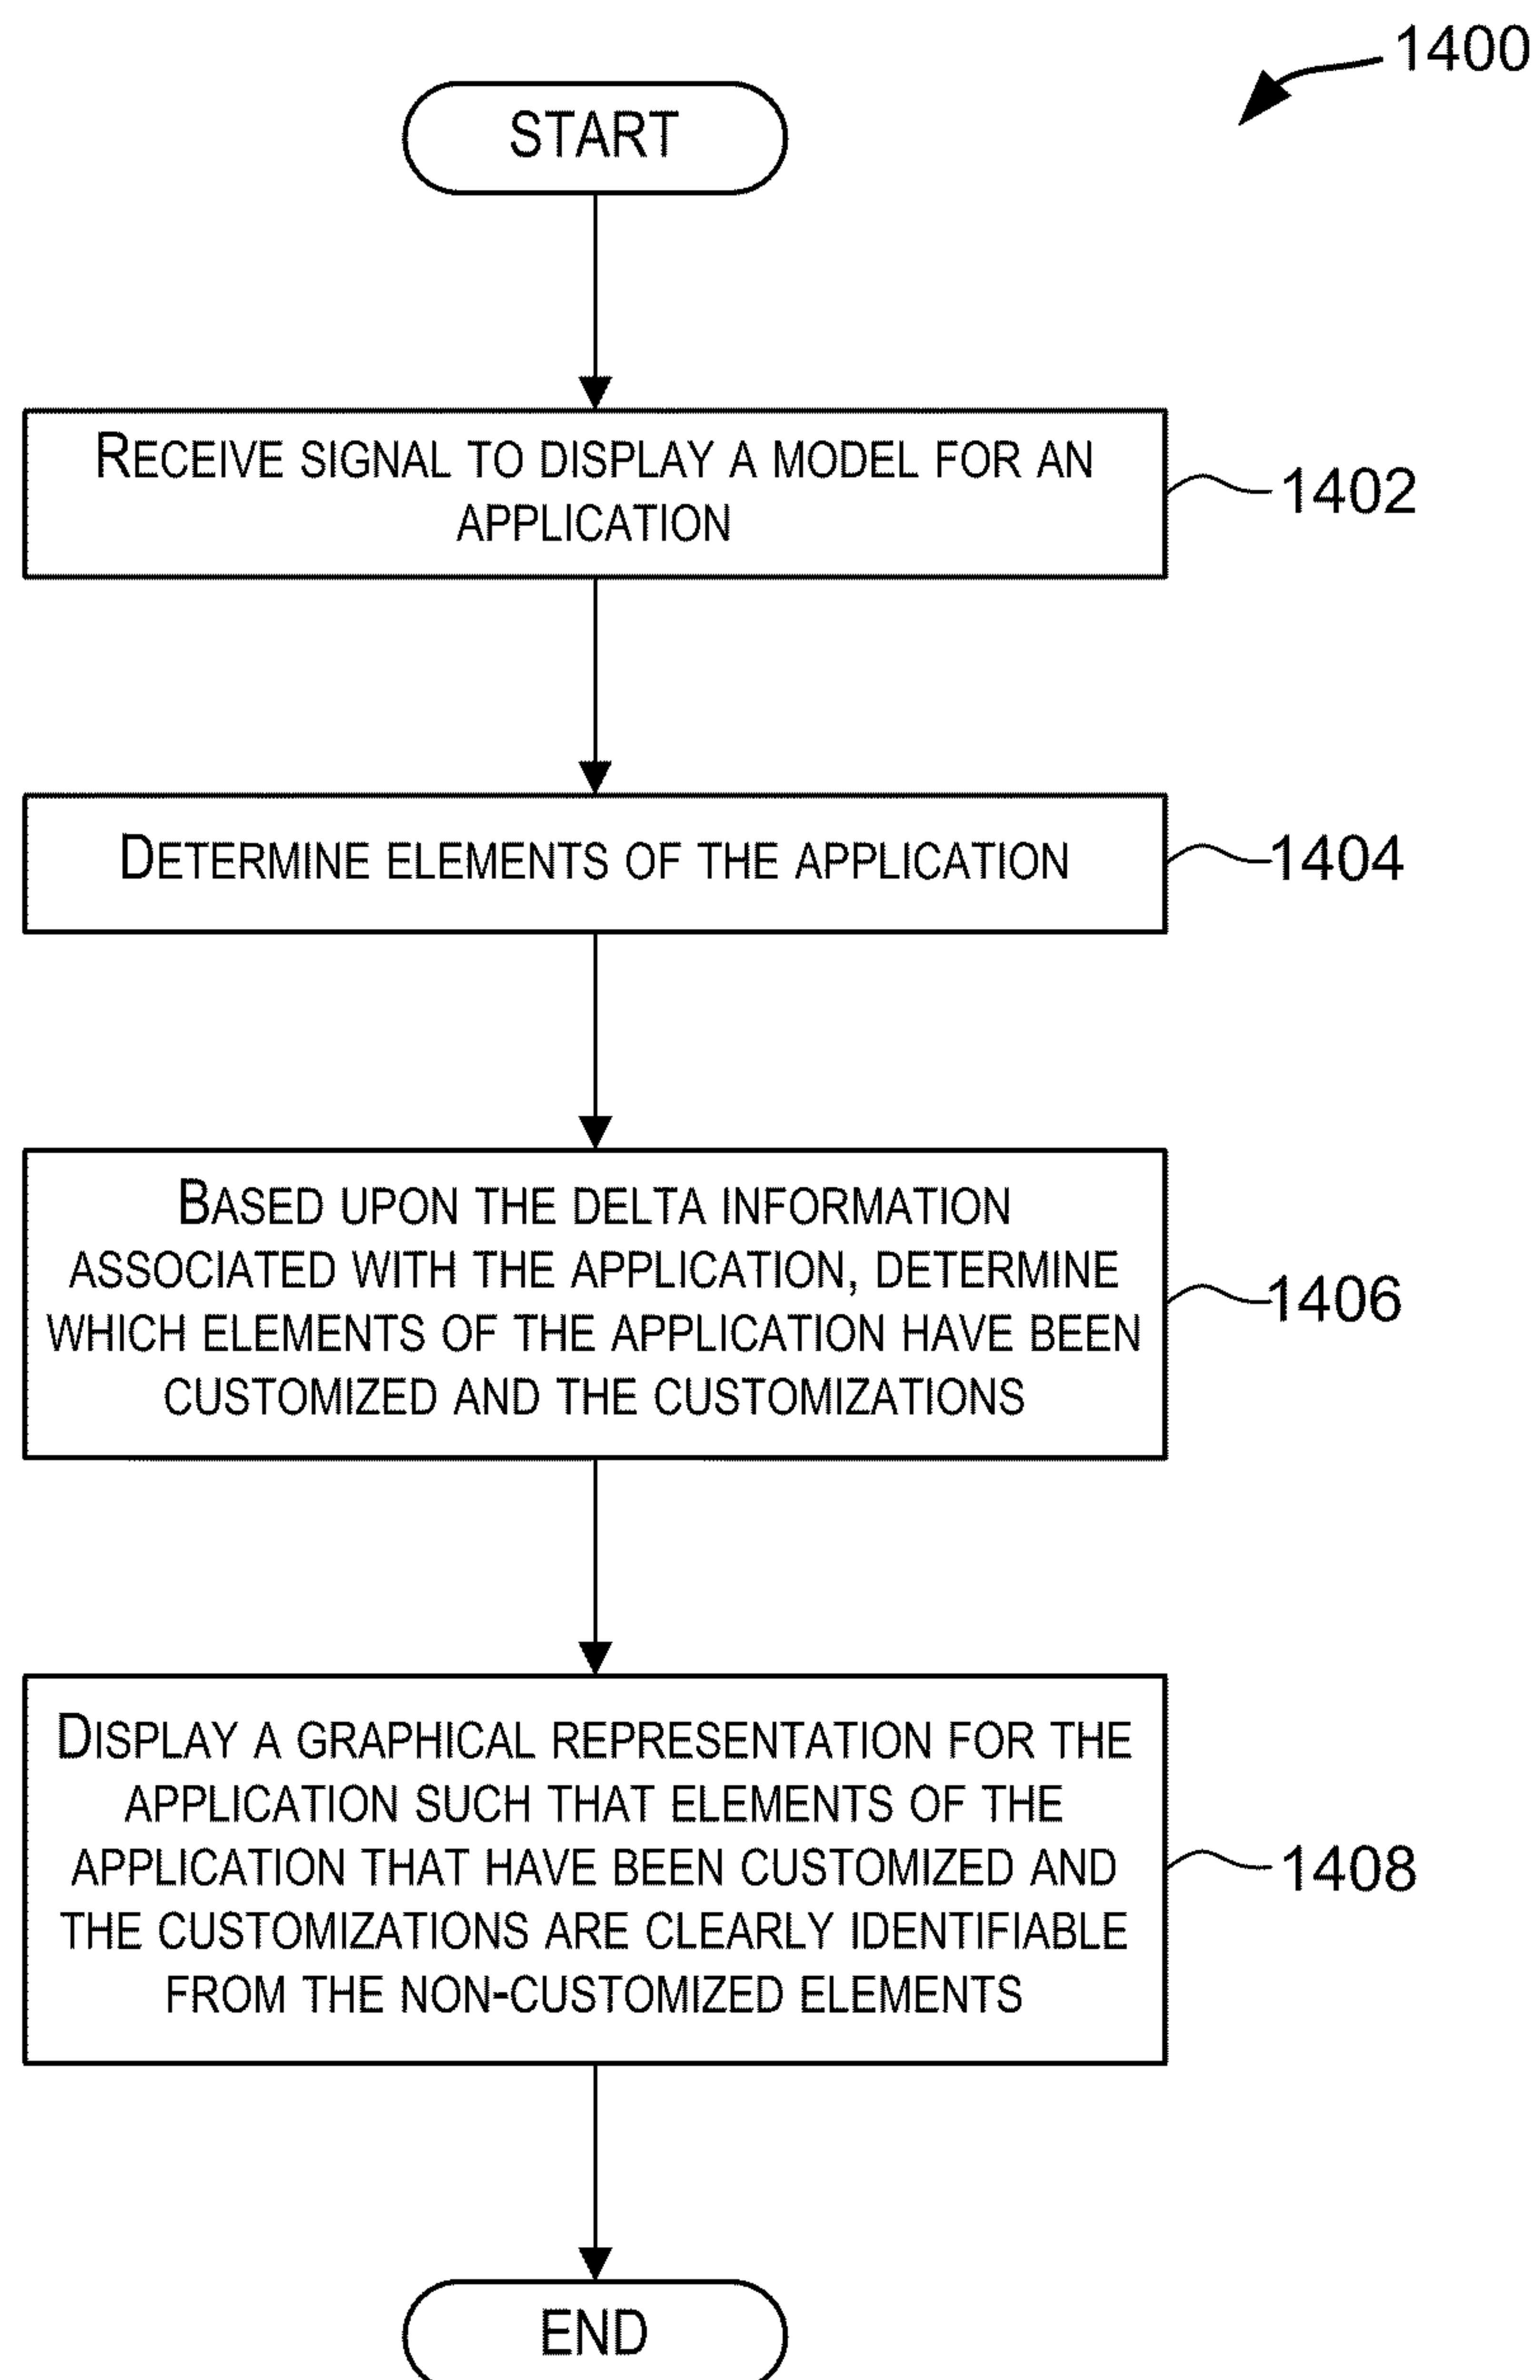 1400
START
RECEIVE SIGNAL TO DISPLAY A MODEL FOR AN
APPLICATION
1402
DETERMINE ELEMENTS OF THE APPLICATION
1404
BASED UPON THE DELTA INFORMATION
ASSOCIATED WITH THE APPLICATION, DETERMINE
WHICH ELEMENTS OF THE APPLICATION HAVE BEEN
CUSTOMIZED AND THE CUSTOMIZATIONS
1406
DISPLAY A GRAPHICAL REPRESENTATION FOR THE
APPLICATION SUCH THAT ELEMENTS OF THE
APPLICATION THAT HAVE BEEN CUSTOMIZED AND
THE CUSTOMIZATIONS ARE CLEARLY IDENTIFIABLE
FROM THE NON-CUSTOMIZED ELEMENTS
1408
END